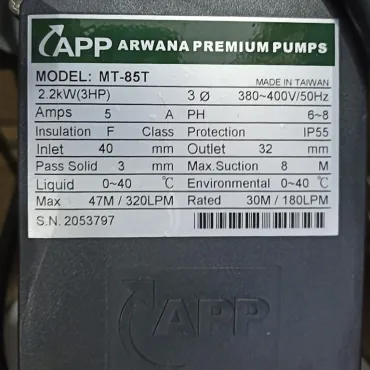 APP ARWANA PREMIUM PUMPS
MODEL: MT-85T MADE IN TAIWAN
2.2kW(3HP) 3 Ø 380~400V/50Hz
Amps 5 A PH 6~8
Insulation F Class Protection IP55
Inlet 40 mm Outlet 32 mm
Pass Solid 3 mm Max.Suction 8 M
Liquid 0~40 ℃ Environmental 0~40 ℃
Max 47M / 320LPM Rated 30M / 180LPM
S.N. 2053797
APP